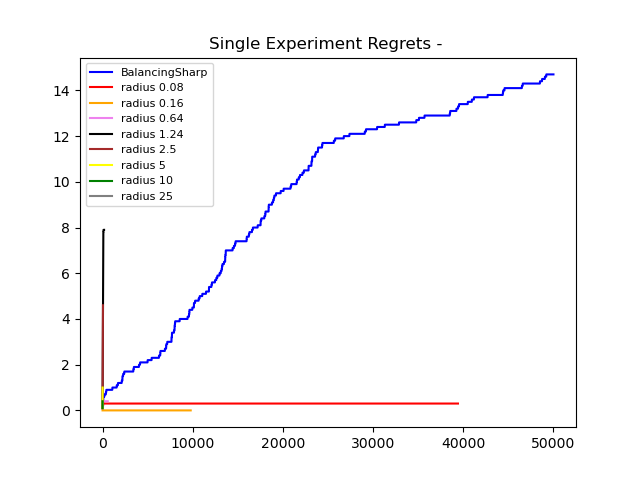 Single Experiment Regrets -
BalancingSharp
radius 0.08
radius 0.16
radius 0.64
radius 1.24
radius 2.5
radius 5
radius 10
radius 25
14
12
10
8
6
4
2
0
0 10000 20000 30000 40000 50000